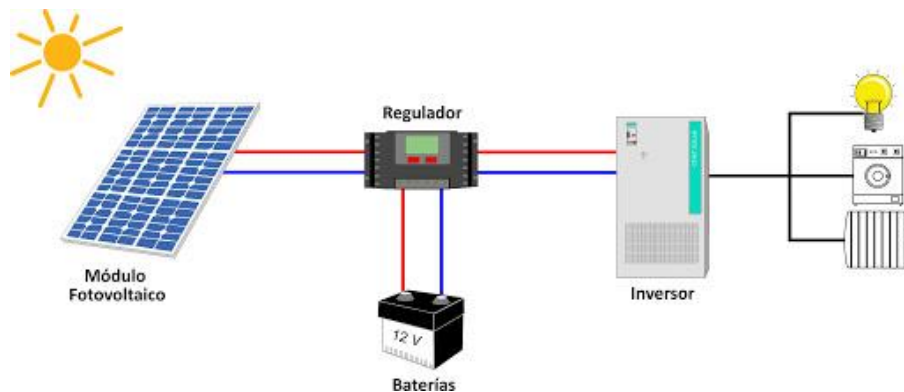 Regulador
Módulo
Fotovoltaico
Inversor
12 V
Baterías